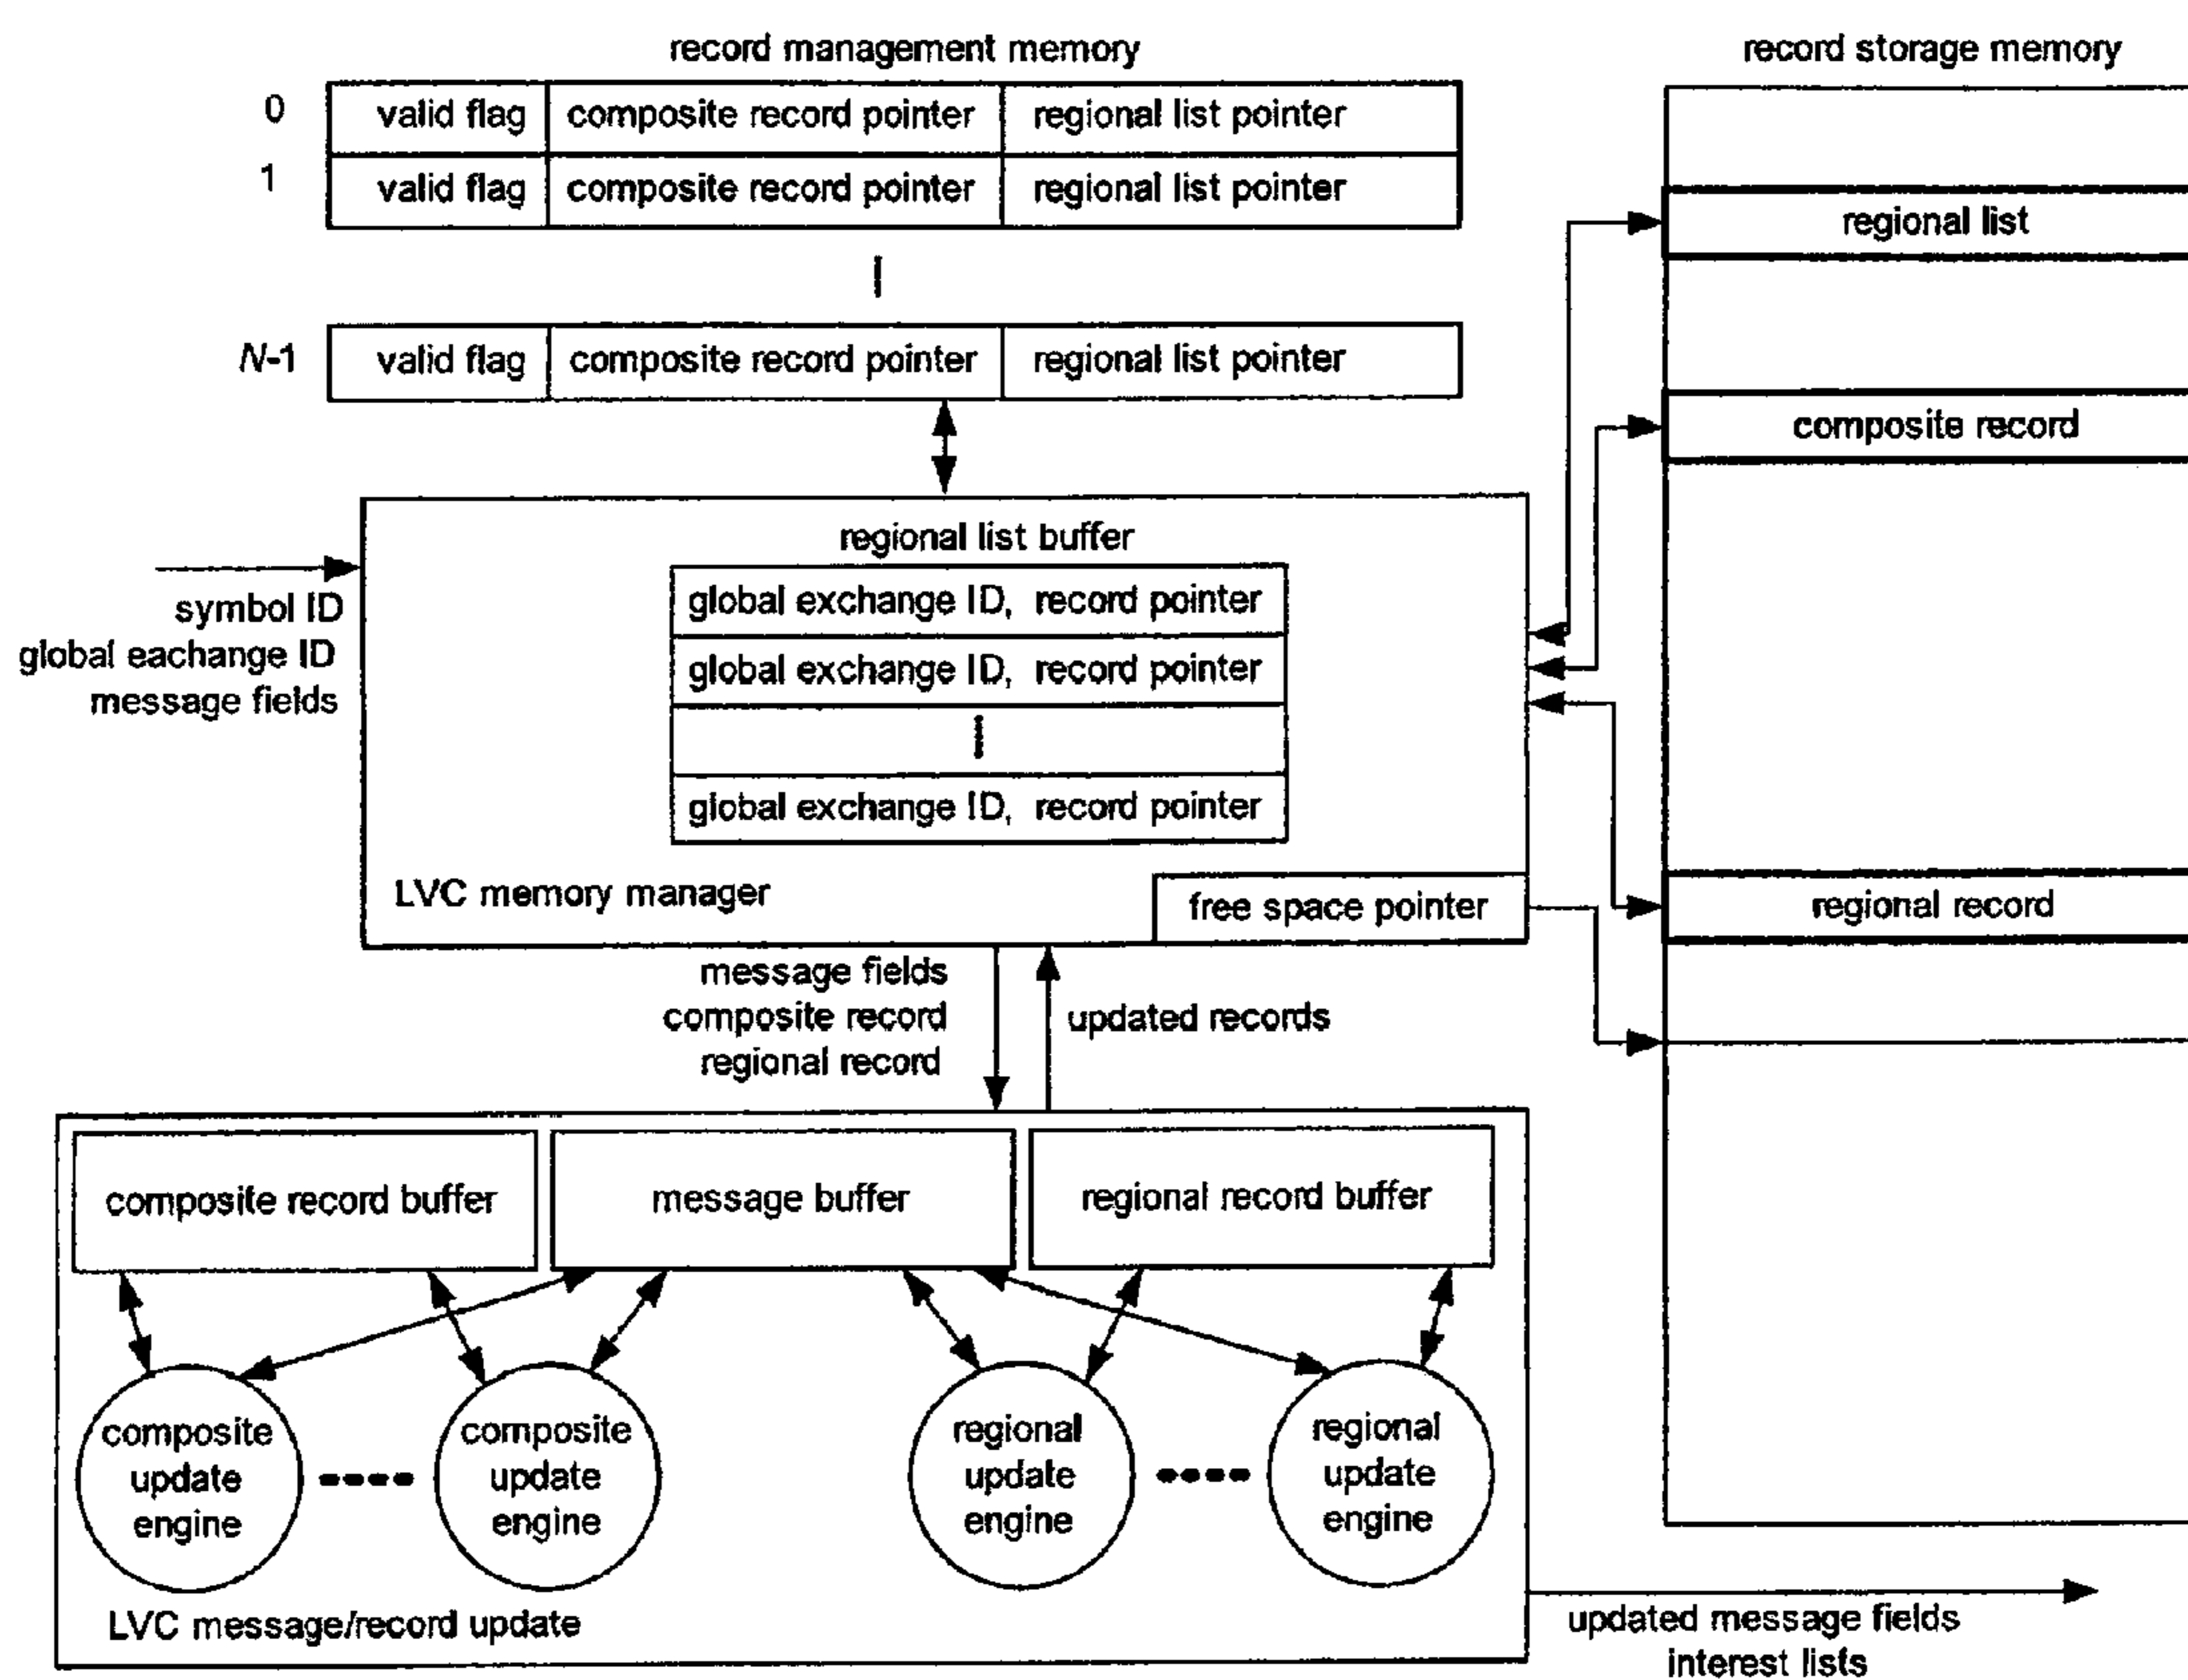 record management memory
record storage memory
0 valid flag composite record pointer regional list pointer
1 valid flag composite record pointer regional list pointer
N-1 valid flag composite record pointer regional list pointer
regional list
composite record
regional list buffer
global exchange ID, record pointer
global exchange ID, record pointer
global exchange ID, record pointer
symbol ID
global eachange ID
message fields
LVC memory manager
free space pointer
regional record
message fields
composite record
regional record
updated records
composite record buffer
message buffer
regional record buffer
composite
update
engine
composite
update
engine
regional
update
engine
regional
update
engine
LVC message/record update
updated message fields
interest lists